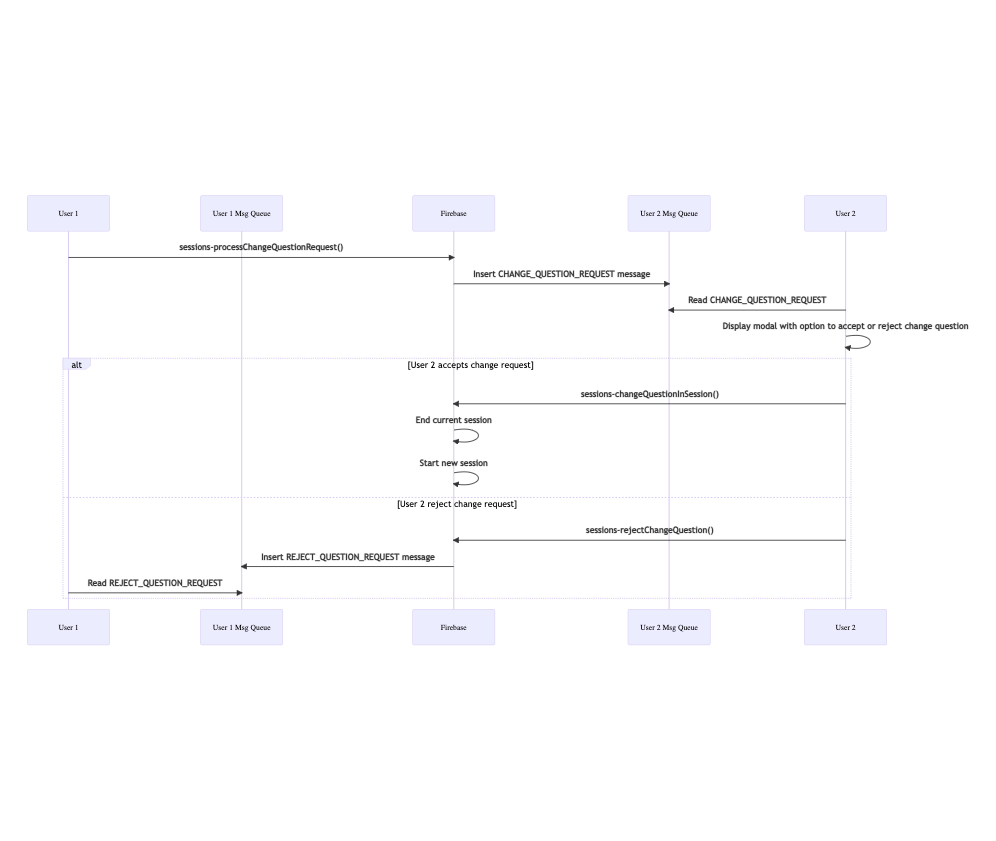 User 1
User 1 Msg Queue
Firebase
User 2 Msg Queue
User 2
sessions-processChangeQuestionRequest()
Insert CHANGE_QUESTION_REQUEST message
Read CHANGE_QUESTION_REQUEST
Display modal with option to accept or reject change question
alt
[User 2 accepts change request]
sessions-changeQuestionInSession()
End current session
Start new session
[User 2 reject change request]
sessions-rejectChangeQuestion()
Insert REJECT_QUESTION_REQUEST message
Read REJECT_QUESTION_REQUEST
User 1
User 1 Msg Queue
Firebase
User 2 Msg Queue
User 2